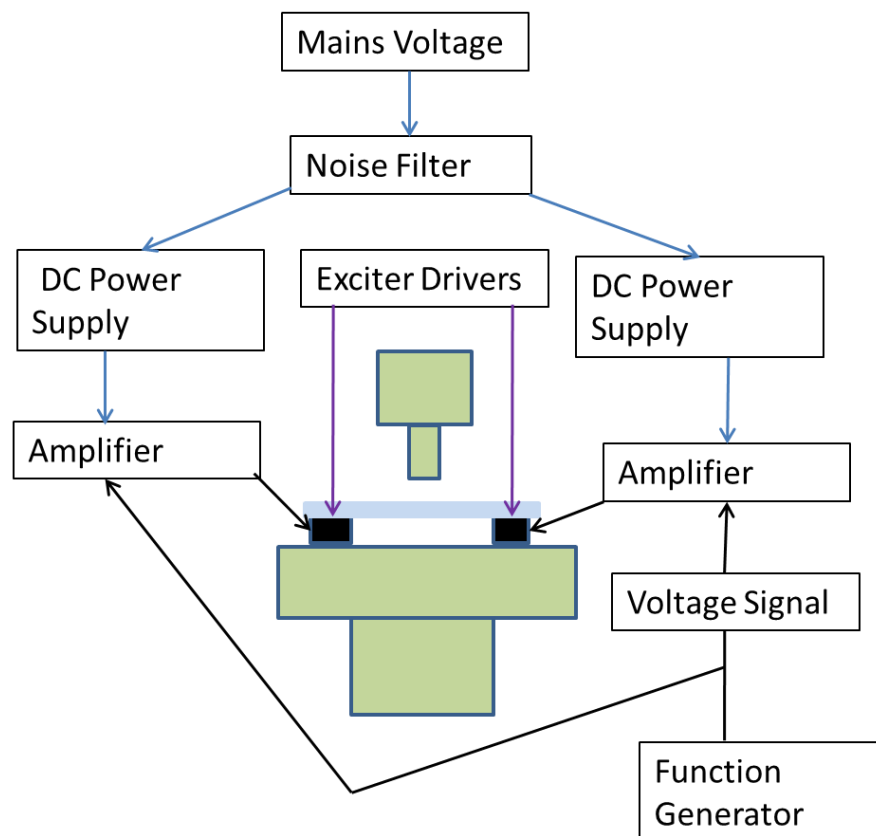 Mains Voltage
Noise Filter
DC Power
Supply
Exciter Drivers
DC Power
Supply
Amplifier
Amplifier
Voltage Signal
Function
Generator